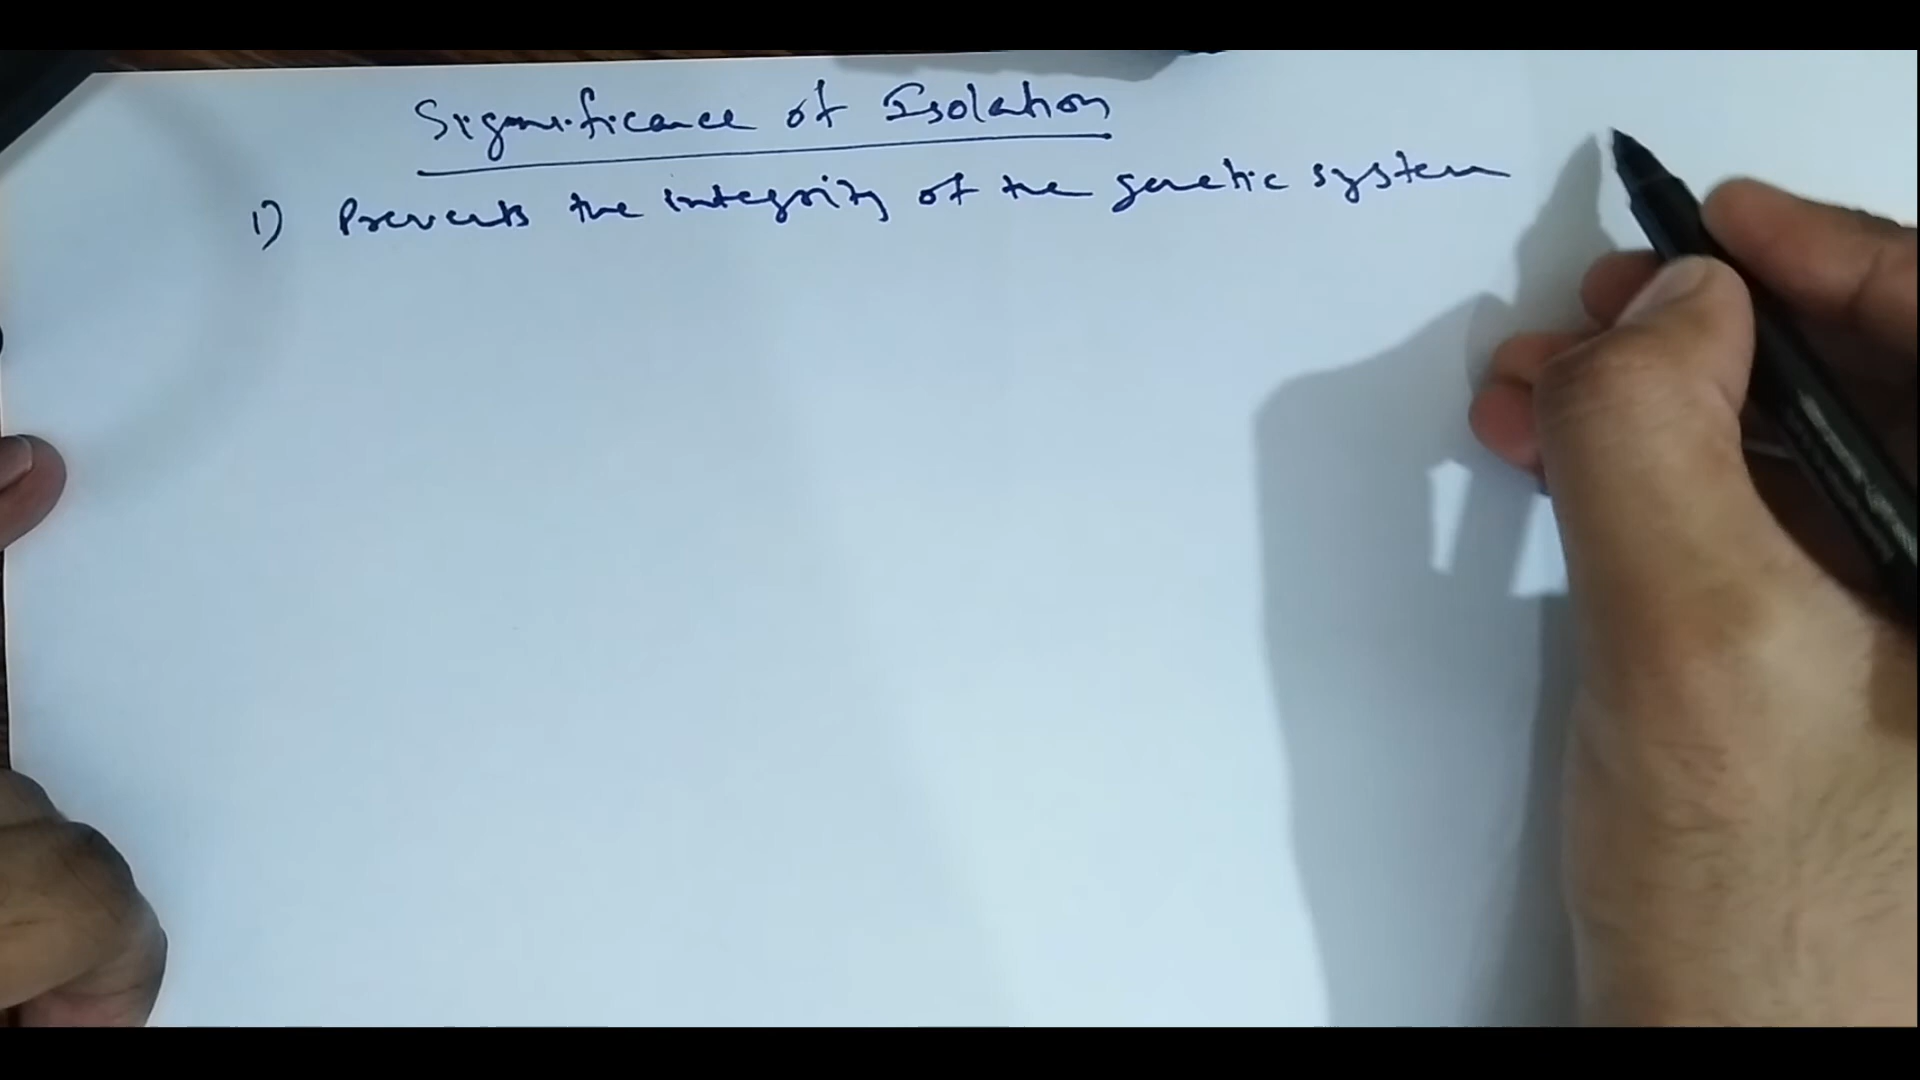 Significance of Isolation
1) Prevents the integrity of the genetic system